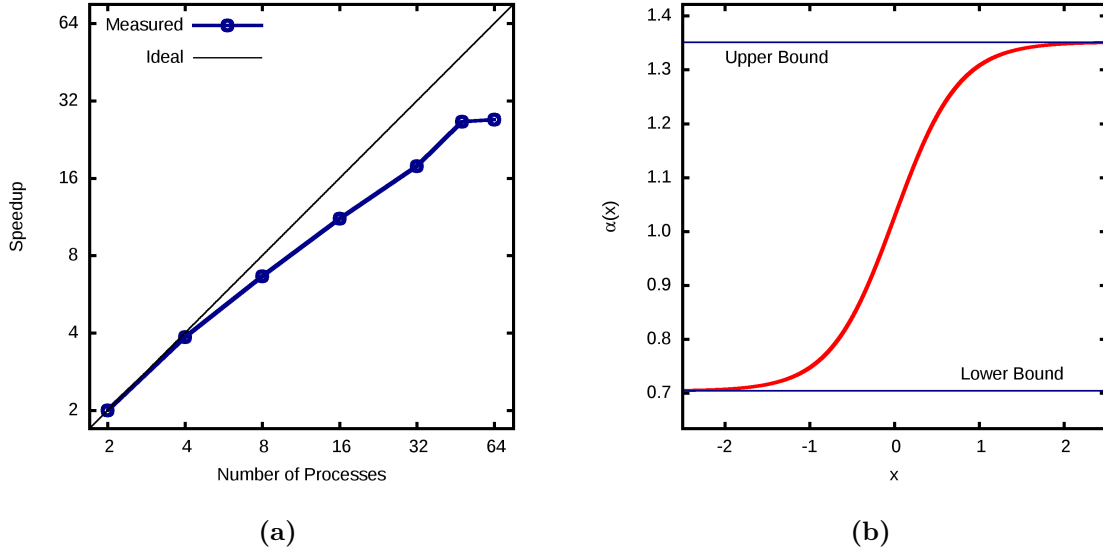 Measured
Ideal
64
32
16
8
4
2
Speedup
2 4 8 16 32 64
Number of Processes
(a)
1.4
1.3
1.2
1.1
1.0
0.9
0.8
0.7
α(x)
Upper Bound
Lower Bound
-2 -1 0 1 2
x
(b)